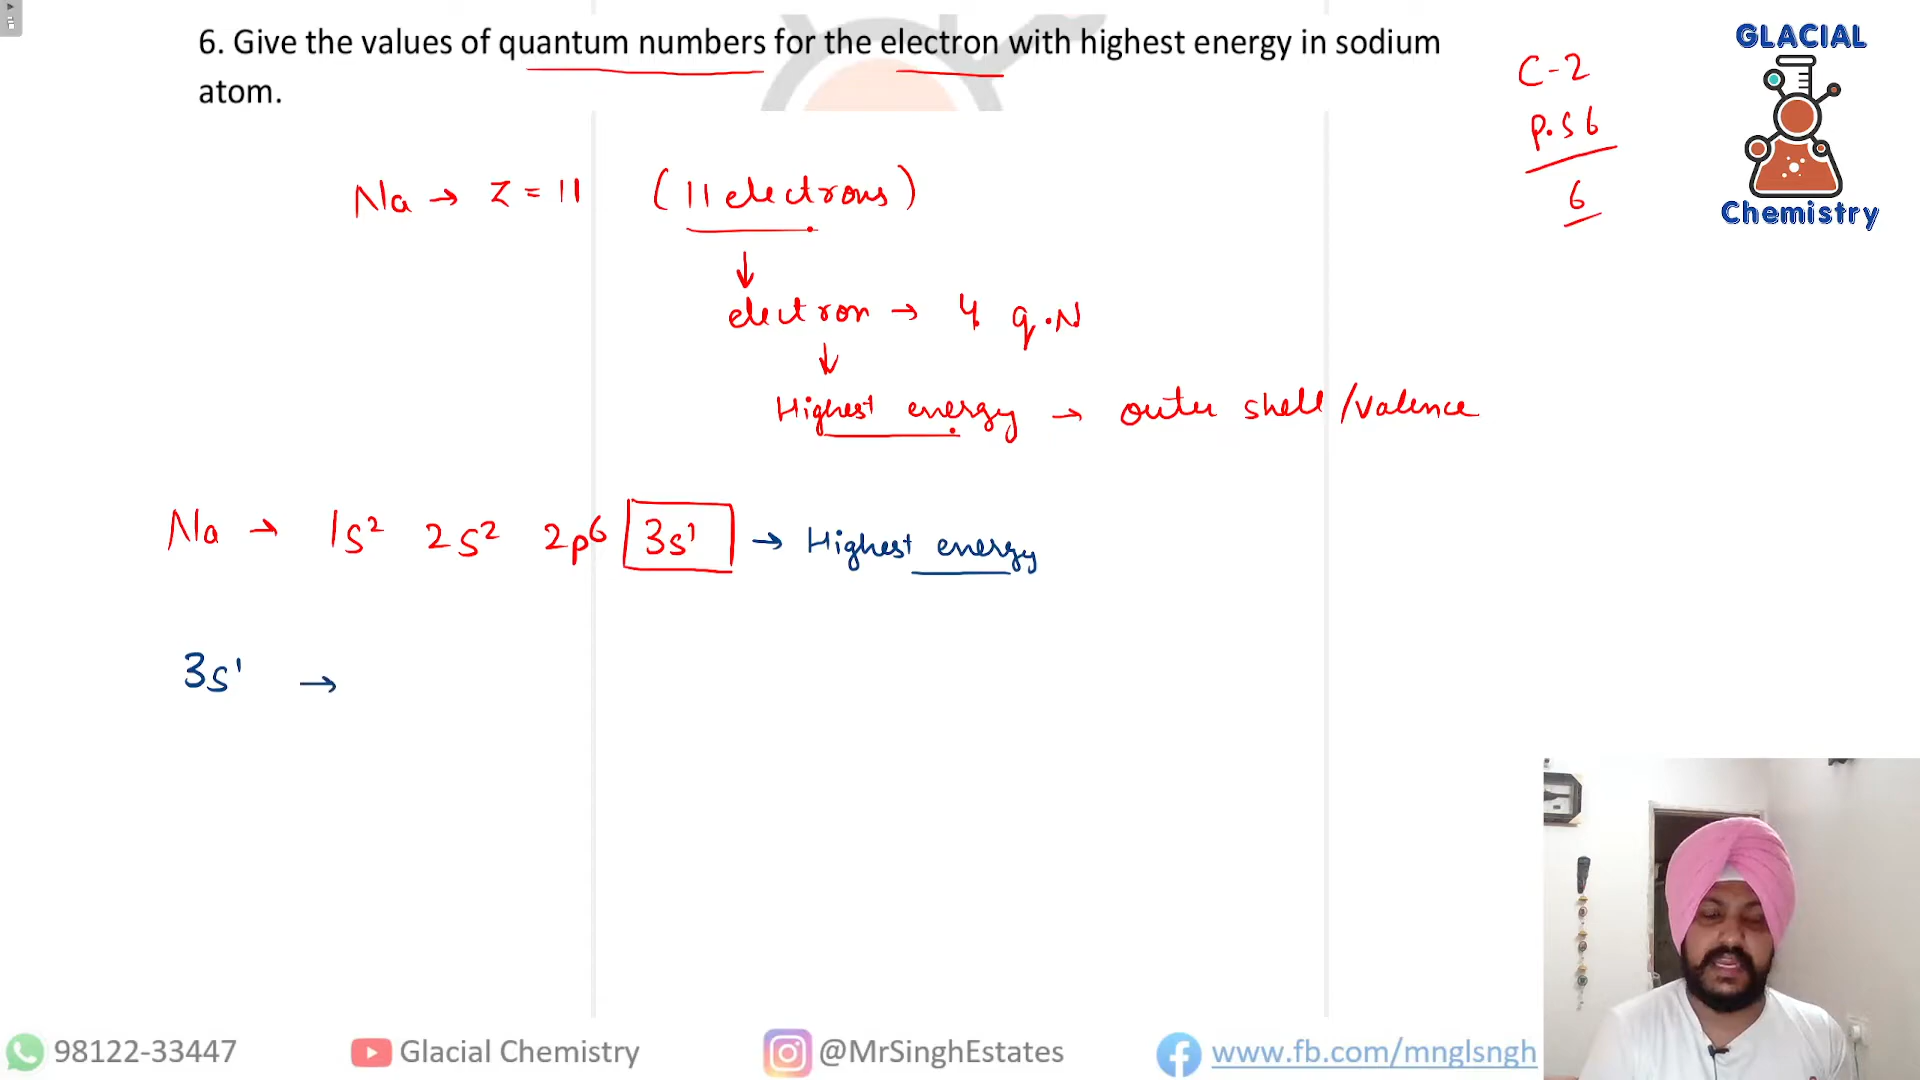 6. Give the values of quantum numbers for the electron with highest energy in sodium
atom.
GLACIAL
Chemistry
C-2
P.S 6
6
Na → Z = 11 (11 electrons)
↓
electron → 4 q.N
↓
Highest energy → outer shell/valence
Na → 1s² 2s² 2p⁶ 3s¹ → Highest energy
3s¹ →
98122-33447 Glacial Chemistry @MrSinghEstates www.fb.com/mnglsngh